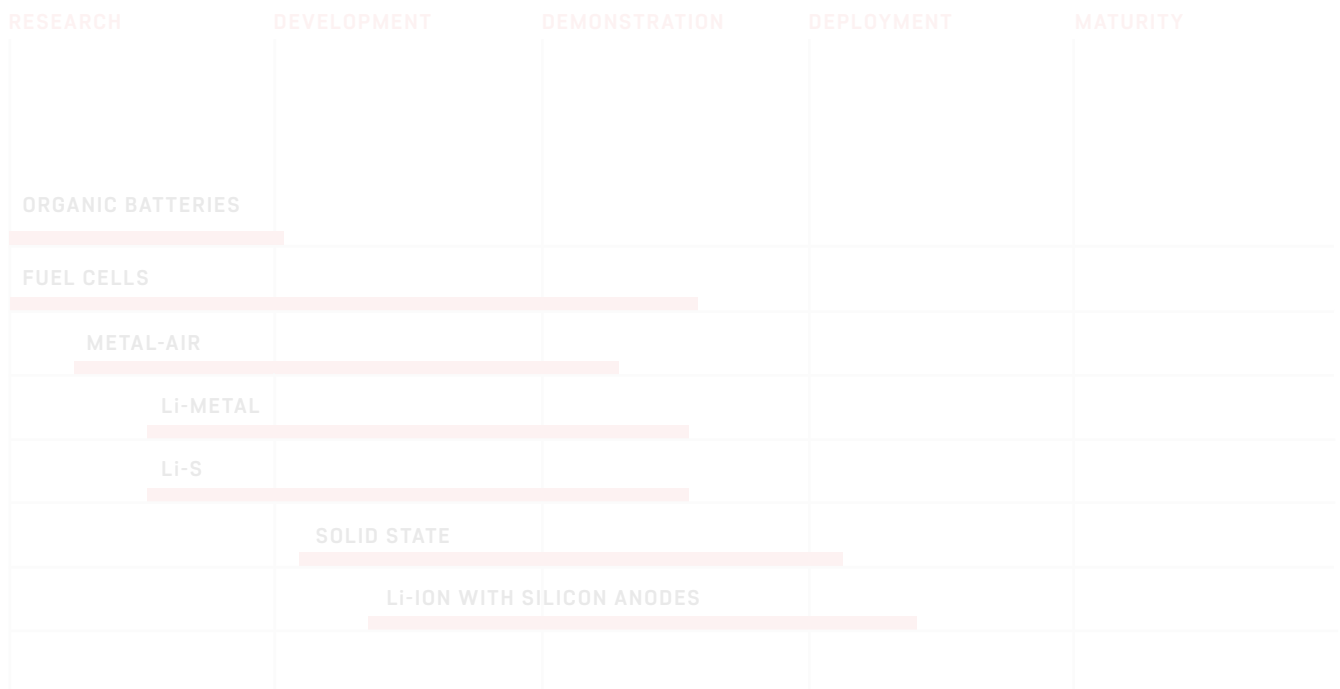 RESEARCH DEVELOPMENT DEMONSTRATION DEPLOYMENT MATURITY
ORGANIC BATTERIES
FUEL CELLS
METAL-AIR
Li-METAL
Li-S
SOLID STATE
Li-ION WITH SILICON ANODES